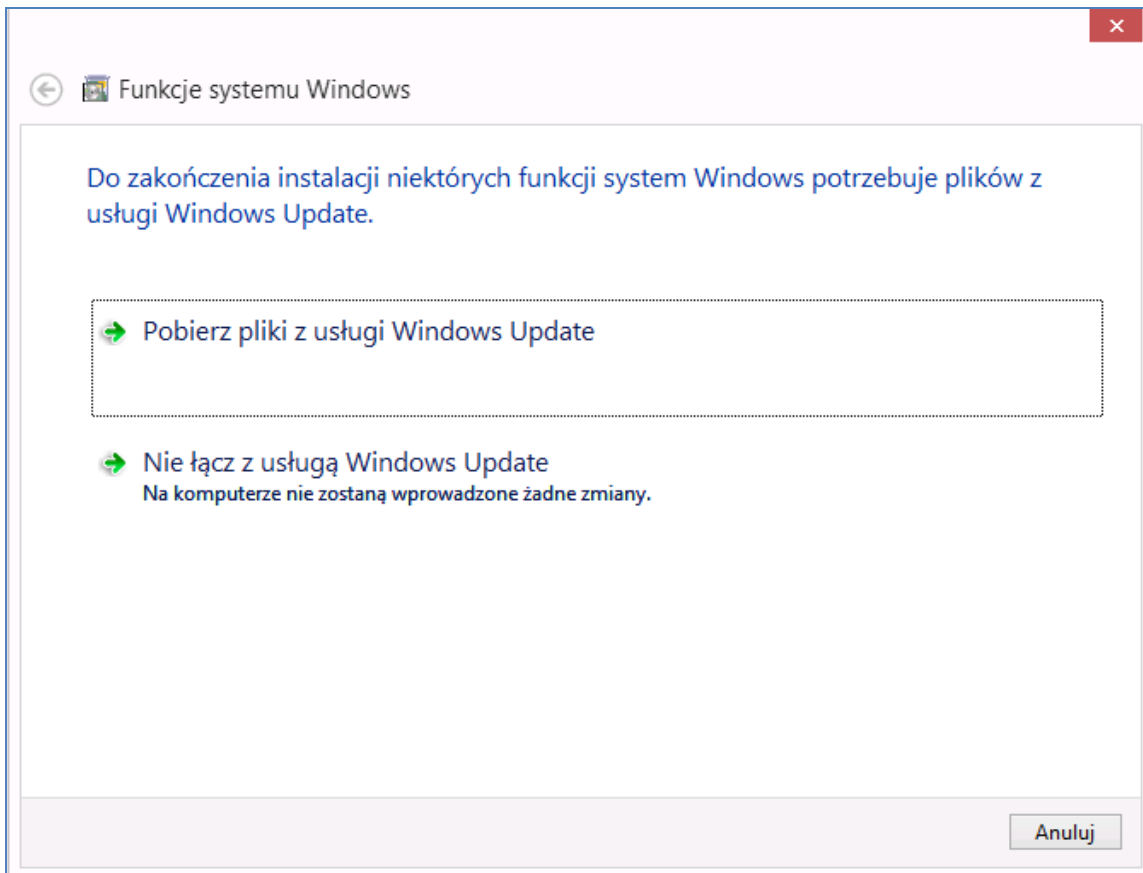 Funkcje systemu Windows
Do zakończenia instalacji niektórych funkcji system Windows potrzebuje plików z
usługi Windows Update.
Pobierz pliki z usługi Windows Update
Nie łącz z usługą Windows Update
Na komputerze nie zostaną wprowadzone żadne zmiany.
Anuluj